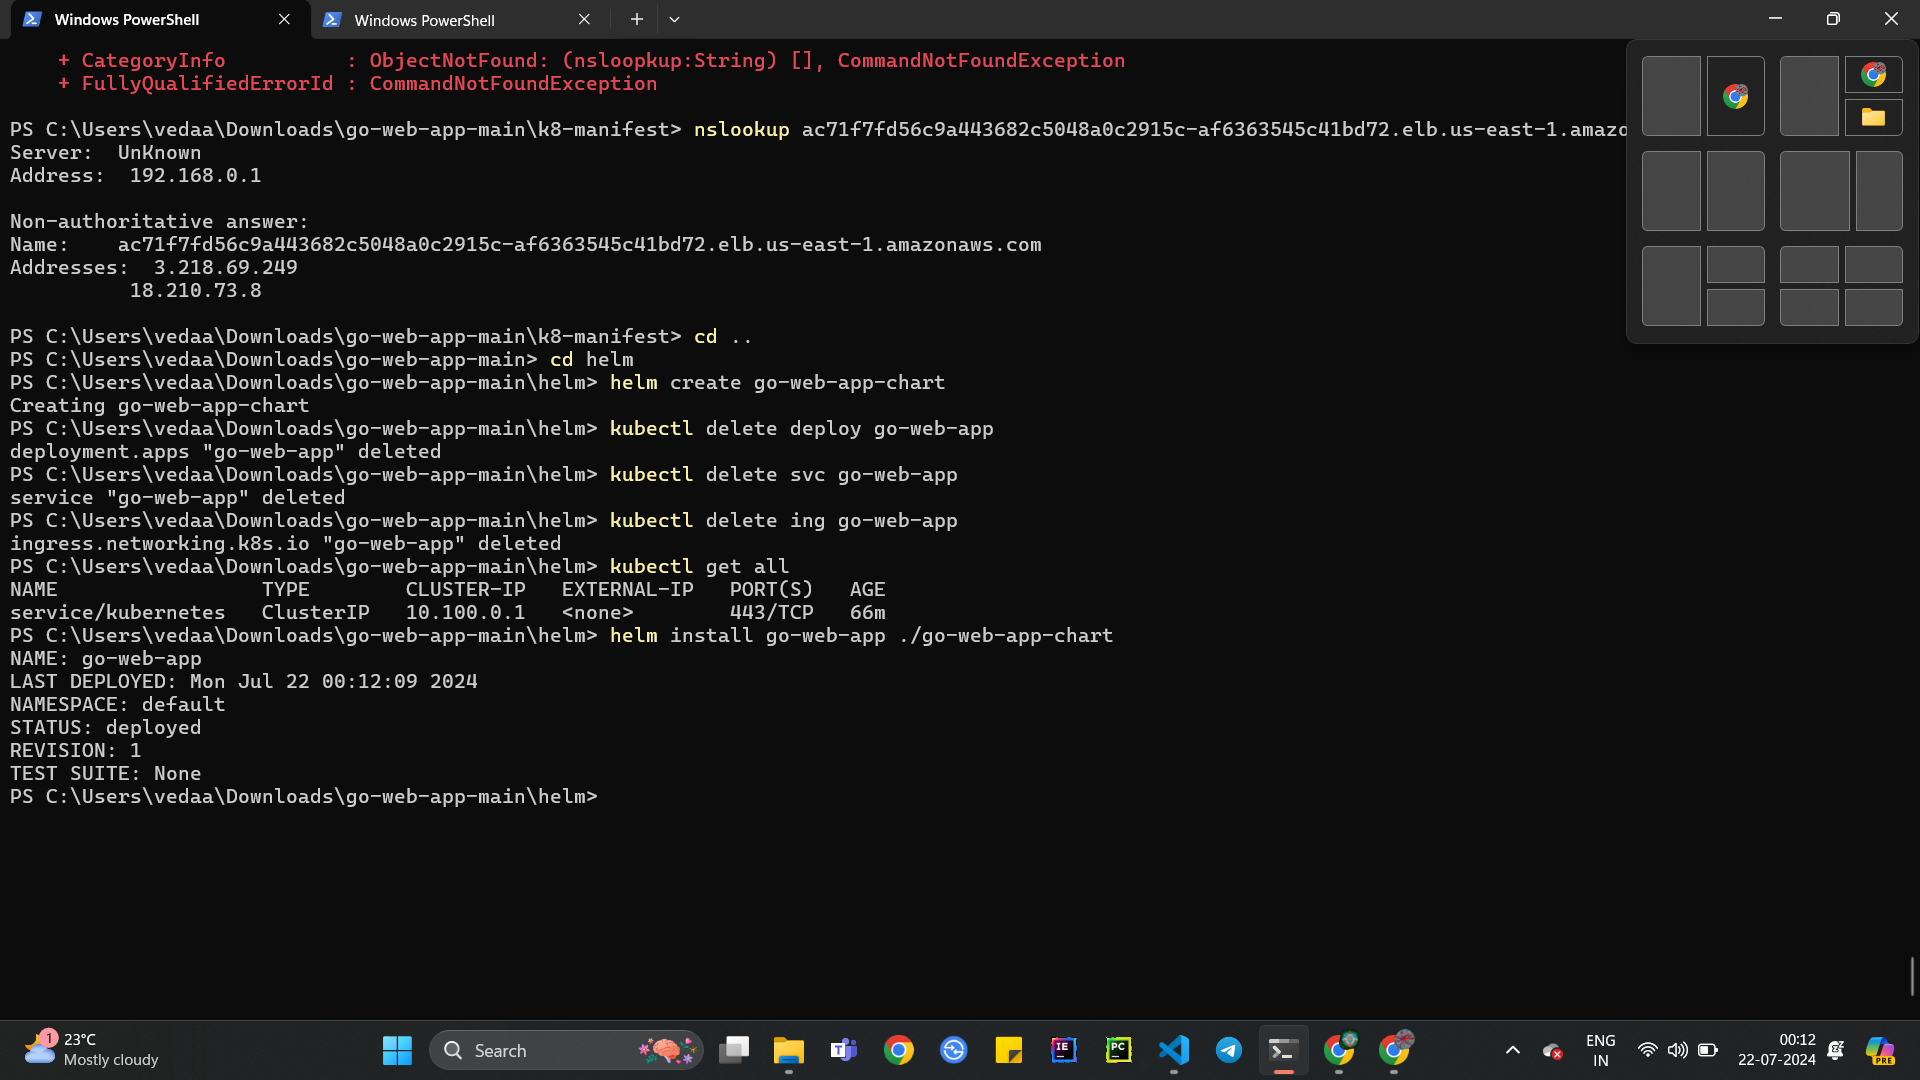 Windows PowerShell
Windows PowerShell
+ CategoryInfo          : ObjectNotFound: (nsloopkup:String) [], CommandNotFoundException
+ FullyQualifiedErrorId : CommandNotFoundException
PS C:\Users\vedaa\Downloads\go-web-app-main\k8-manifest> nslookup ac71f7fd56c9a443682c5048a0c2915c-af6363545c41bd72.elb.us-east-1.amazo
Server:  UnKnown
Address:  192.168.0.1
Non-authoritative answer:
Name:    ac71f7fd56c9a443682c5048a0c2915c-af6363545c41bd72.elb.us-east-1.amazonaws.com
Addresses:  3.218.69.249
18.210.73.8
PS C:\Users\vedaa\Downloads\go-web-app-main\k8-manifest> cd ..
PS C:\Users\vedaa\Downloads\go-web-app-main> cd helm
PS C:\Users\vedaa\Downloads\go-web-app-main\helm> helm create go-web-app-chart
Creating go-web-app-chart
PS C:\Users\vedaa\Downloads\go-web-app-main\helm> kubectl delete deploy go-web-app
deployment.apps "go-web-app" deleted
PS C:\Users\vedaa\Downloads\go-web-app-main\helm> kubectl delete svc go-web-app
service "go-web-app" deleted
PS C:\Users\vedaa\Downloads\go-web-app-main\helm> kubectl delete ing go-web-app
ingress.networking.k8s.io "go-web-app" deleted
PS C:\Users\vedaa\Downloads\go-web-app-main\helm> kubectl get all
NAME                 TYPE        CLUSTER-IP   EXTERNAL-IP   PORT(S)   AGE
service/kubernetes   ClusterIP   10.100.0.1   <none>        443/TCP   66m
PS C:\Users\vedaa\Downloads\go-web-app-main\helm> helm install go-web-app ./go-web-app-chart
NAME: go-web-app
LAST DEPLOYED: Mon Jul 22 00:12:09 2024
NAMESPACE: default
STATUS: deployed
REVISION: 1
TEST SUITE: None
PS C:\Users\vedaa\Downloads\go-web-app-main\helm>
1
23°C
Mostly cloudy
Search
T
IE
PC
ENG
IN
00:12
22-07-2024
PRE